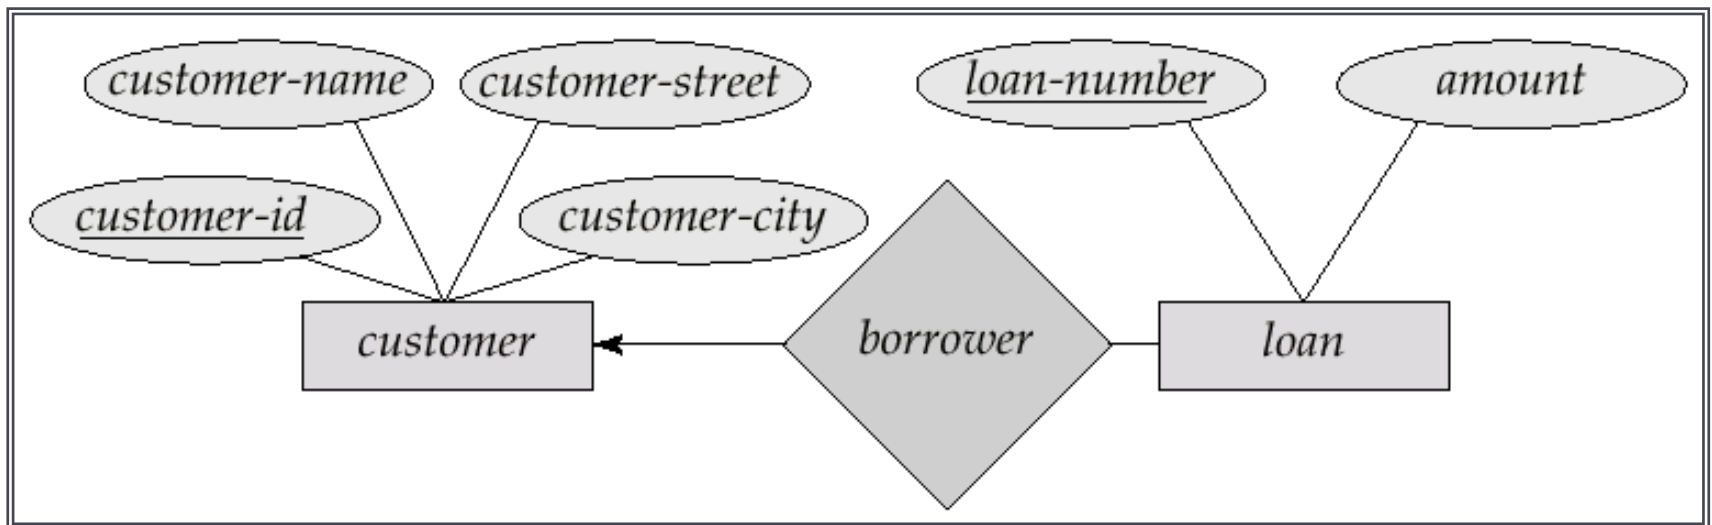 customer-name customer-street loan-number amount
customer-id customer-city
customer borrower loan